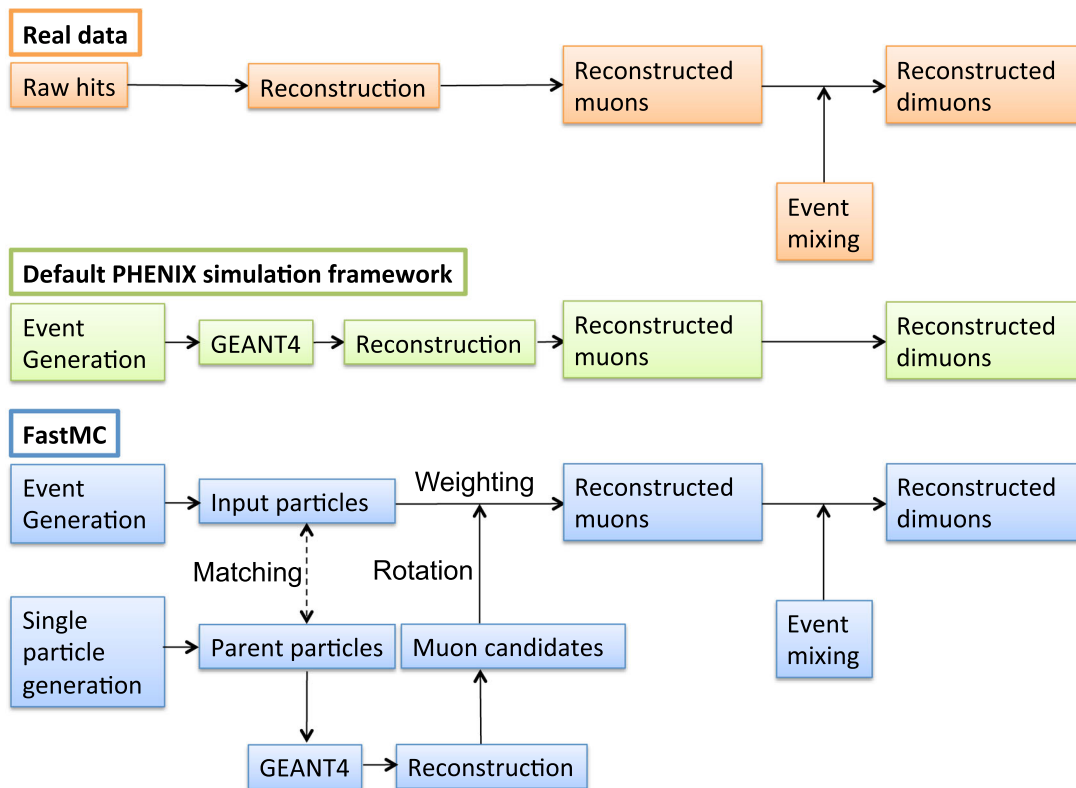 Real data
Raw hits
Reconstruction
Reconstructed
muons
Reconstructed
dimuons
Event
mixing
Default PHENIX simulation framework
Event
Generation
GEANT4
Reconstruction
Reconstructed
muons
Reconstructed
dimuons
FastMC
Event
Generation
Input particles
Weighting
Reconstructed
muons
Reconstructed
dimuons
Matching
Rotation
Single
particle
generation
Parent particles
Muon candidates
Event
mixing
GEANT4
Reconstruction